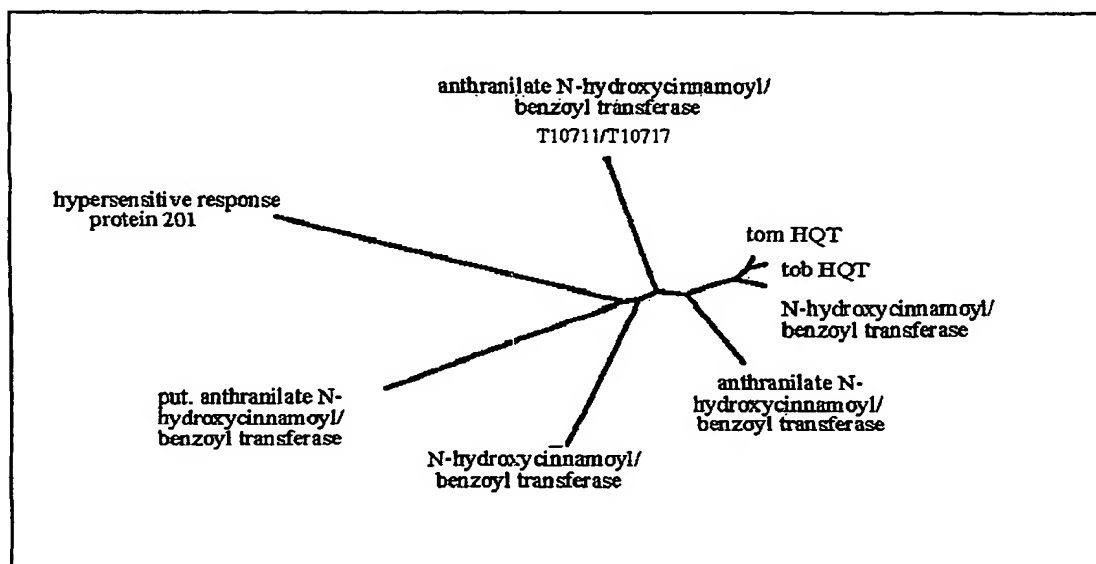 anthranilate N-hydroxycinnamoyl/
benzoyl transferase
T10711/T10717
hypersensitive response
protein 201
tom HQT
tob HQT
N-hydroxycinnamoyl/
benzoyl transferase
anthranilate N-
hydroxycinnamoyl/
benzoyl transferase
put. anthranilate N-
hydroxycinnamoyl/
benzoyl transferase
N-hydroxycinnamoyl/
benzoyl transferase